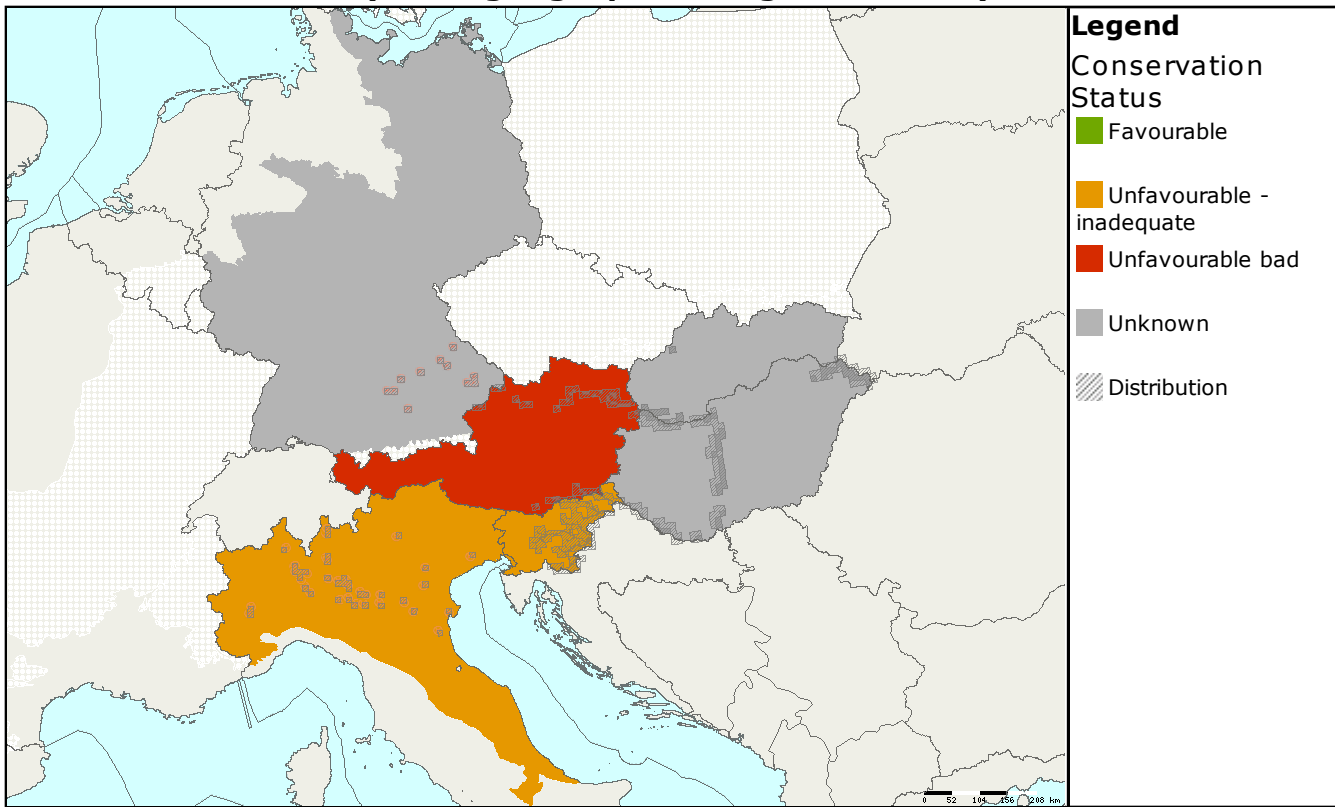 Legend
Conservation
Status
Favourable
Unfavourable -
inadequate
Unfavourable bad
Unknown
Distribution
0 52 104 156 208 km